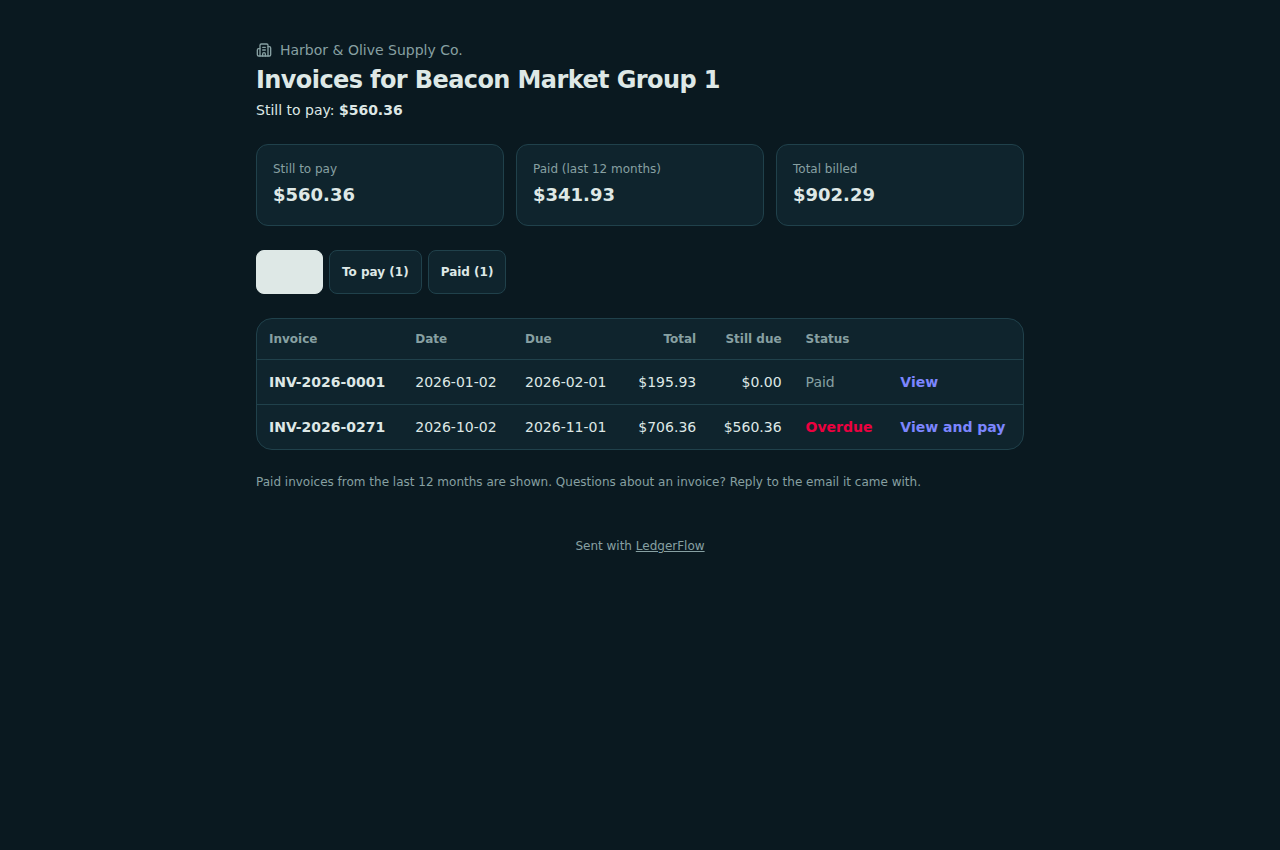 Harbor & Olive Supply Co.
Invoices for Beacon Market Group 1
Still to pay: $560.36
Still to pay
Paid (last 12 months)
Total billed
$560.36
$341.93
$902.29
To pay (1)
Paid (1)
Invoice Date Due Total Still due Status
INV-2026-0001 2026-01-02 2026-02-01 $195.93 $0.00 Paid View
INV-2026-0271 2026-10-02 2026-11-01 $706.36 $560.36 Overdue View and pay
Paid invoices from the last 12 months are shown. Questions about an invoice? Reply to the email it came with.
Sent with LedgerFlow